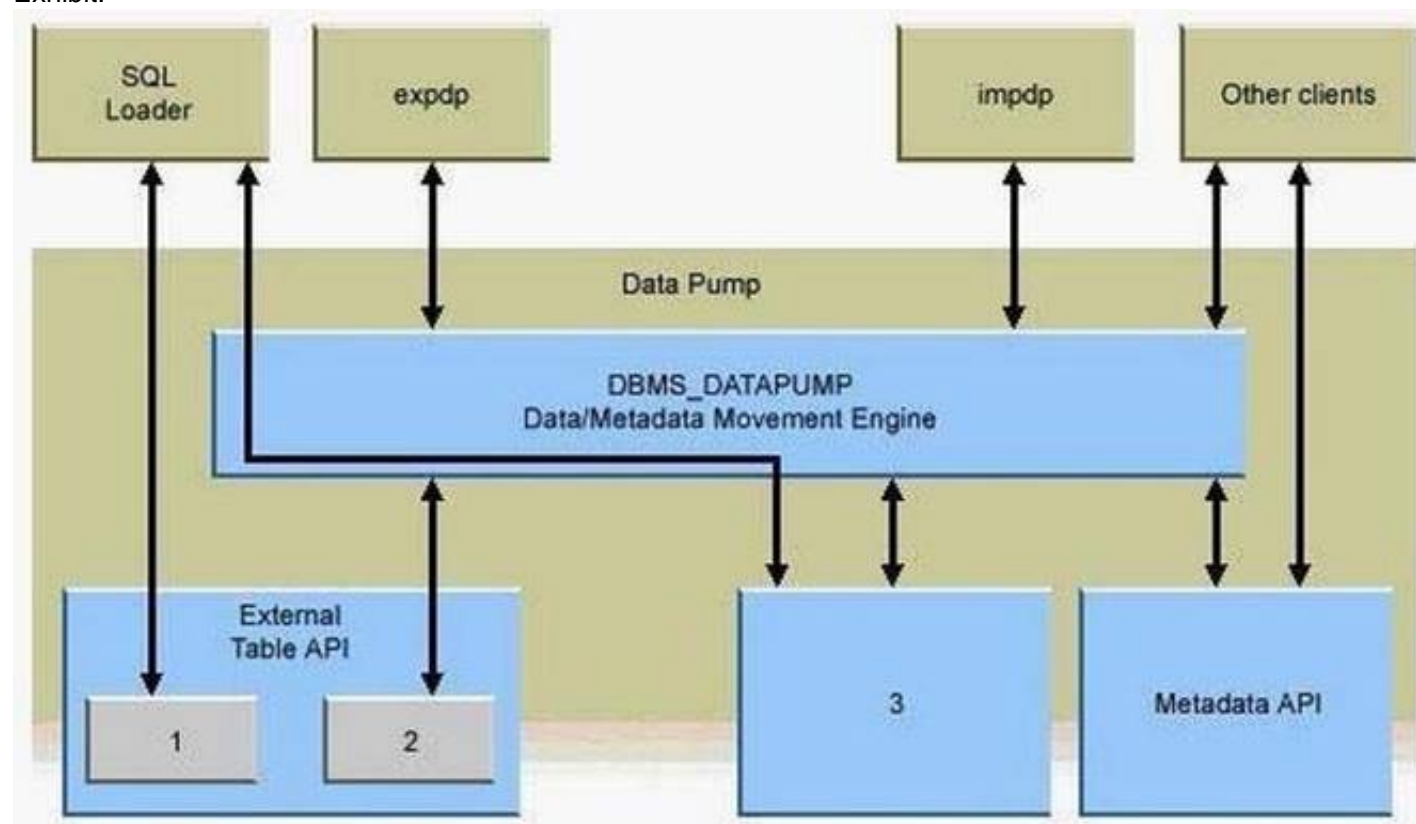 Exhibit:
SQL
Loader
expdp
impdp
Other clients
Data Pump
DBMS_DATAPUMP
Data/Metadata Movement Engine
External
Table API
1
2
3
Metadata API